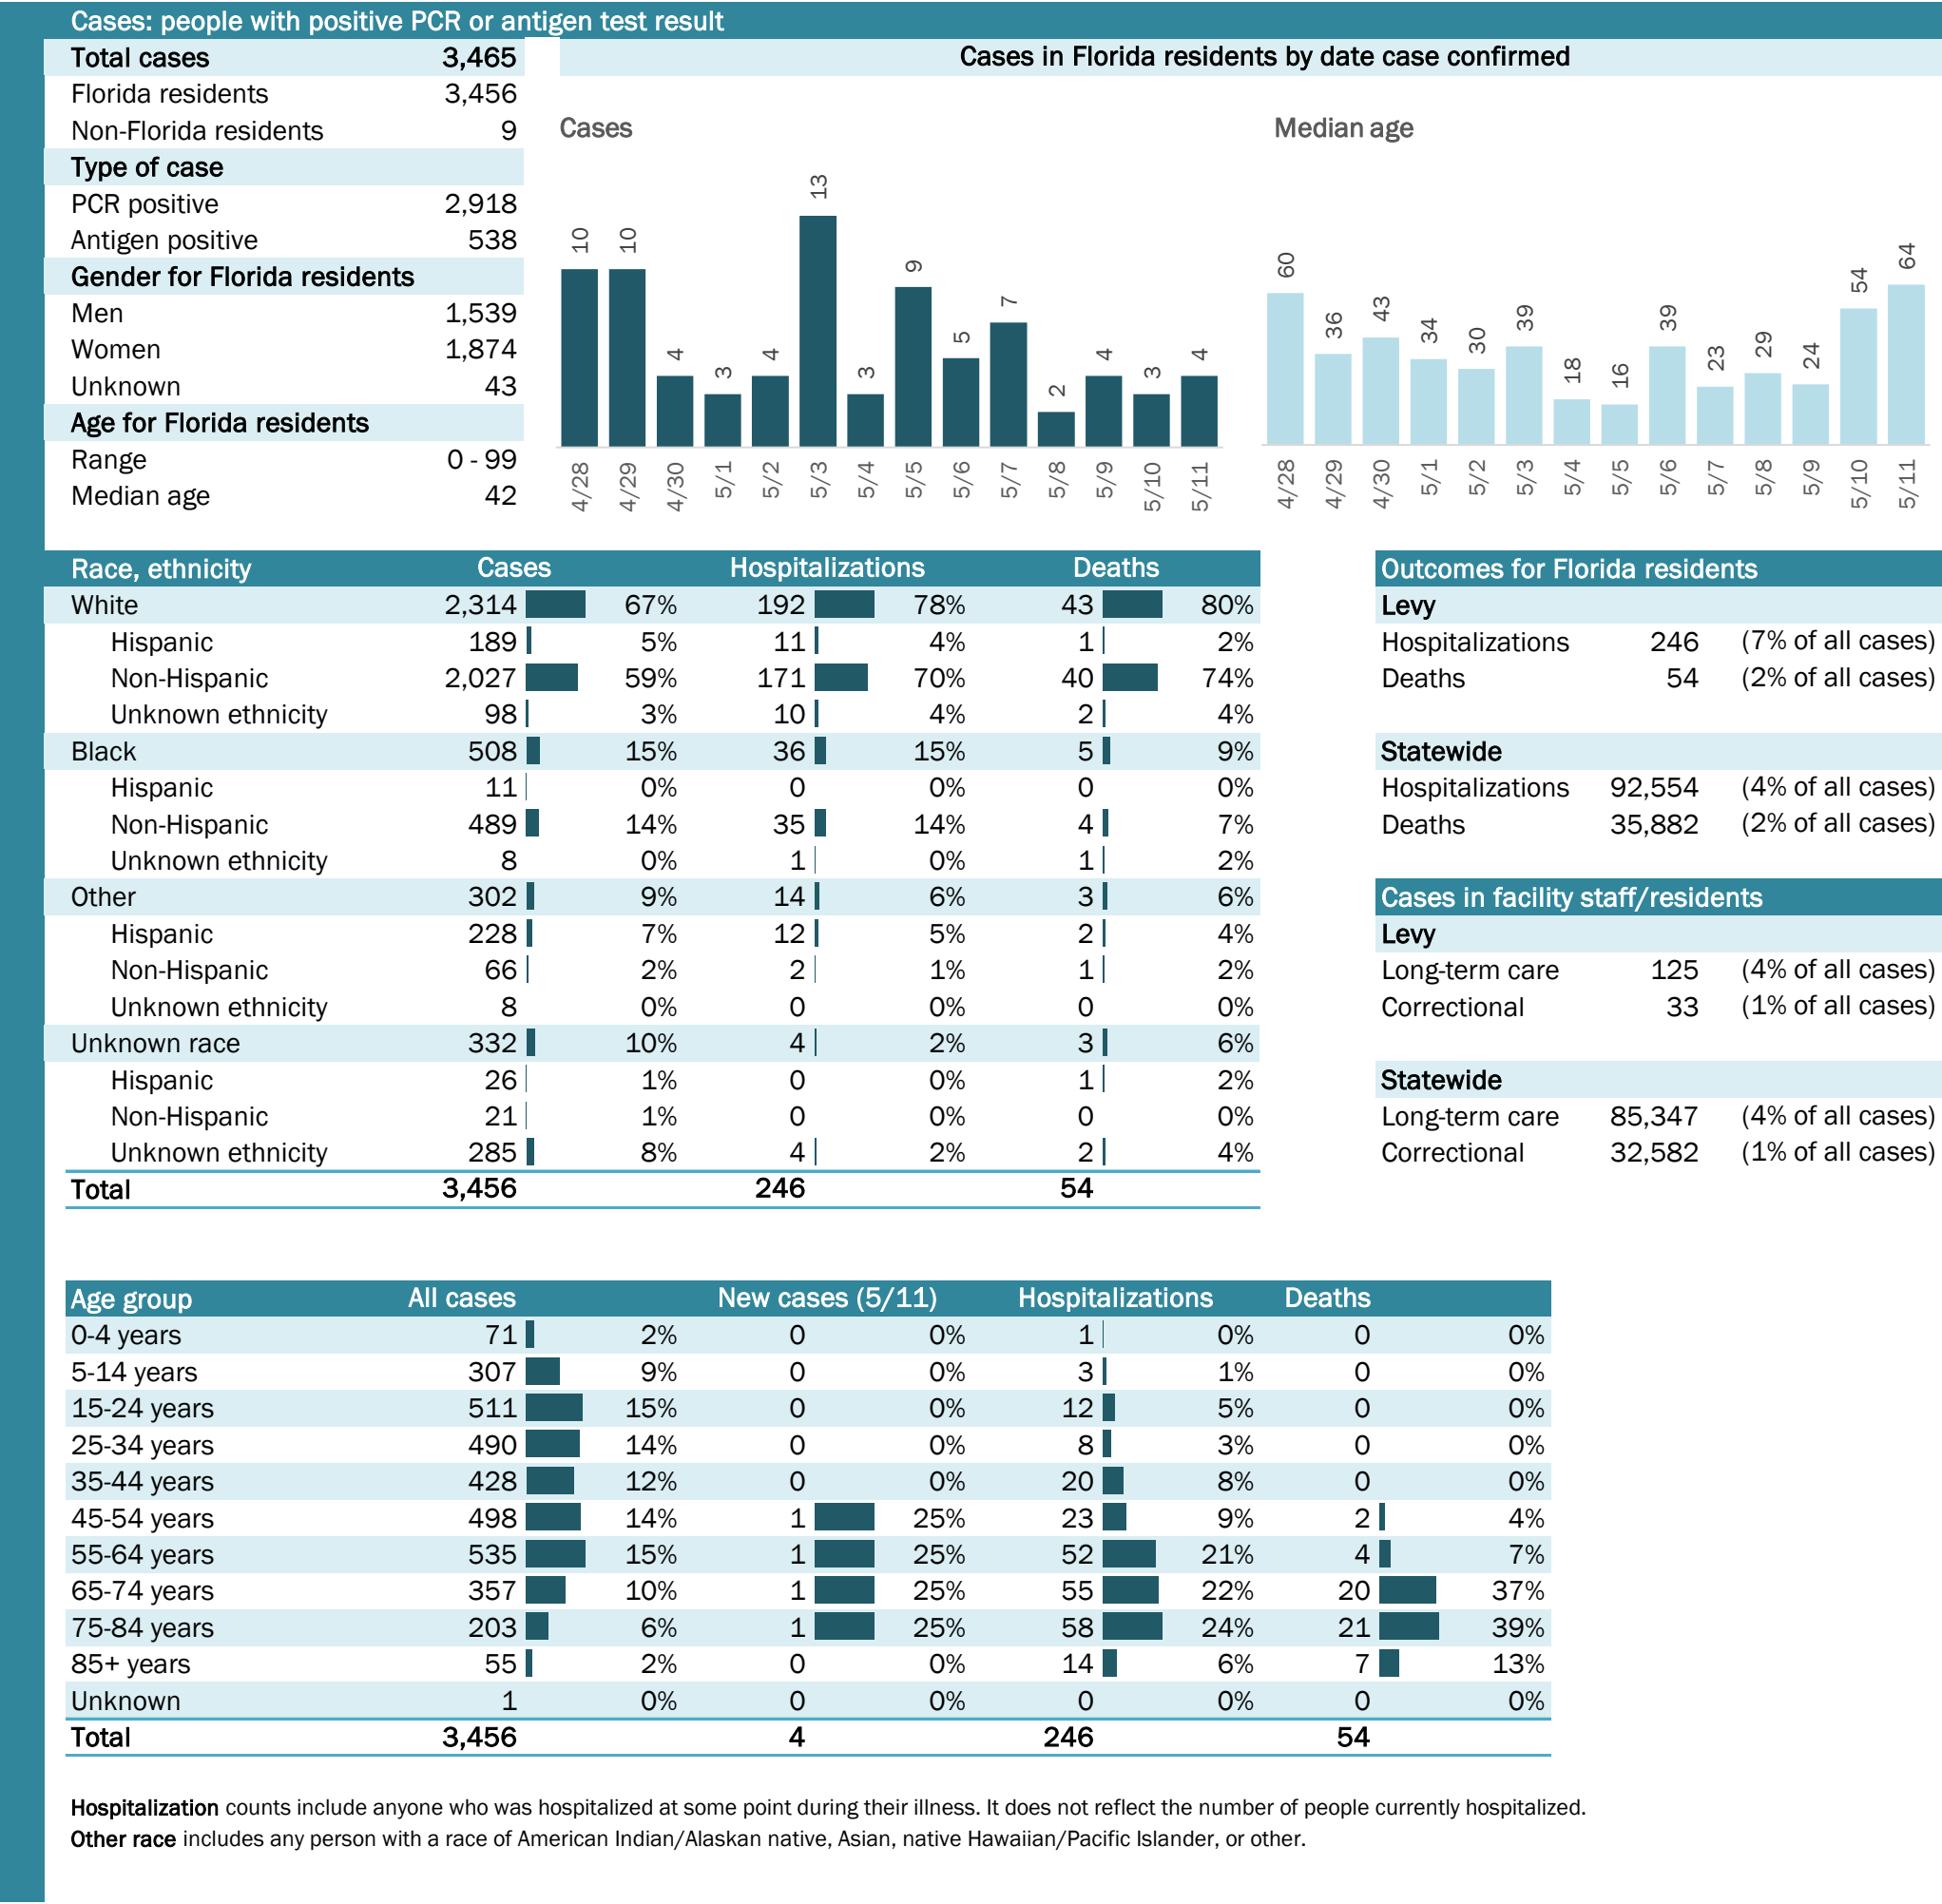 Cases: people with positive PCR or antigen test result
Total cases 3,465
Florida residents 3,456
Non-Florida residents 9
Type of case
PCR positive 2,918
Antigen positive 538
Gender for Florida residents
Men 1,539
Women 1,874
Unknown 43
Age for Florida residents
Range 0 - 99
Median age 42
Cases in Florida residents by date case confirmed
Cases
10 10 4 3 4 13 3 9 5 7 2 4 3 4
4/28 4/29 4/30 5/1 5/2 5/3 5/4 5/5 5/6 5/7 5/8 5/9 5/10 5/11
Median age
60 36 43 34 30 39 18 16 39 23 29 24 54 64
4/28 4/29 4/30 5/1 5/2 5/3 5/4 5/5 5/6 5/7 5/8 5/9 5/10 5/11
Race, ethnicity Cases Hospitalizations Deaths
White 2,314 67% 192 78% 43 80%
Hispanic 189 5% 11 4% 1 2%
Non-Hispanic 2,027 59% 171 70% 40 74%
Unknown ethnicity 98 3% 10 4% 2 4%
Black 508 15% 36 15% 5 9%
Hispanic 11 0% 0 0% 0 0%
Non-Hispanic 489 14% 35 14% 4 7%
Unknown ethnicity 8 0% 1 0% 1 2%
Other 302 9% 14 6% 3 6%
Hispanic 228 7% 12 5% 2 4%
Non-Hispanic 66 2% 2 1% 1 2%
Unknown ethnicity 8 0% 0 0% 0 0%
Unknown race 332 10% 4 2% 3 6%
Hispanic 26 1% 0 0% 1 2%
Non-Hispanic 21 1% 0 0% 0 0%
Unknown ethnicity 285 8% 4 2% 2 4%
Total 3,456 246 54
Outcomes for Florida residents
Levy
Hospitalizations 246 (7% of all cases)
Deaths 54 (2% of all cases)
Statewide
Hospitalizations 92,554 (4% of all cases)
Deaths 35,882 (2% of all cases)
Cases in facility staff/residents
Levy
Long-term care 125 (4% of all cases)
Correctional 33 (1% of all cases)
Statewide
Long-term care 85,347 (4% of all cases)
Correctional 32,582 (1% of all cases)
Age group All cases New cases (5/11) Hospitalizations Deaths
0-4 years 71 2% 0 0% 1 0% 0 0%
5-14 years 307 9% 0 0% 3 1% 0 0%
15-24 years 511 15% 0 0% 12 5% 0 0%
25-34 years 490 14% 0 0% 8 3% 0 0%
35-44 years 428 12% 0 0% 20 8% 0 0%
45-54 years 498 14% 1 25% 23 9% 2 4%
55-64 years 535 15% 1 25% 52 21% 4 7%
65-74 years 357 10% 1 25% 55 22% 20 37%
75-84 years 203 6% 1 25% 58 24% 21 39%
85+ years 55 2% 0 0% 14 6% 7 13%
Unknown 1 0% 0 0% 0 0% 0 0%
Total 3,456 4 246 54
Hospitalization counts include anyone who was hospitalized at some point during their illness. It does not reflect the number of people currently hospitalized.
Other race includes any person with a race of American Indian/Alaskan native, Asian, native Hawaiian/Pacific Islander, or other.